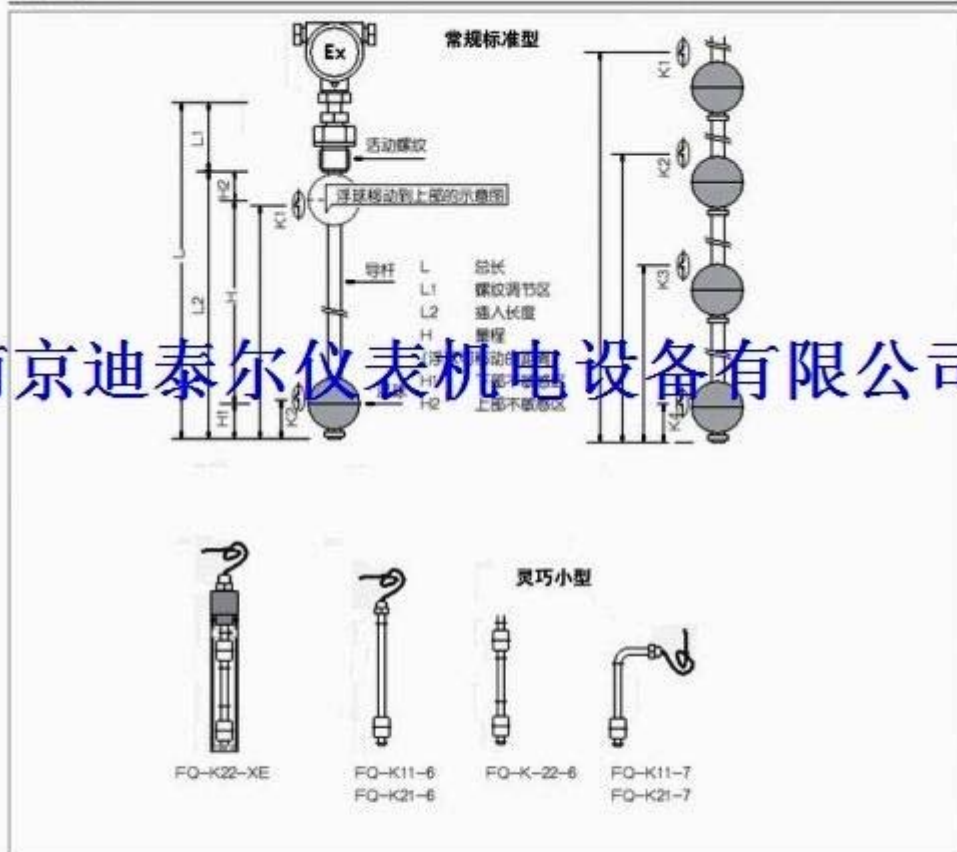 常规标准型
Ex
K1
L1
活动螺纹
K2
H2
浮球移动到上部的示意图
K1
K3
导杆
L 总长
L1 螺纹调节区
L
L2 插入长度
L2
H
H 量程
南京迪泰尔仪表机电设备有限公司
H2 上部不敏感区
H1
K2
灵巧小型
FQ-K22-XE
FQ-K11-6
FQ-K21-6
FQ-K-22-6
FQ-K11-7
FQ-K21-7